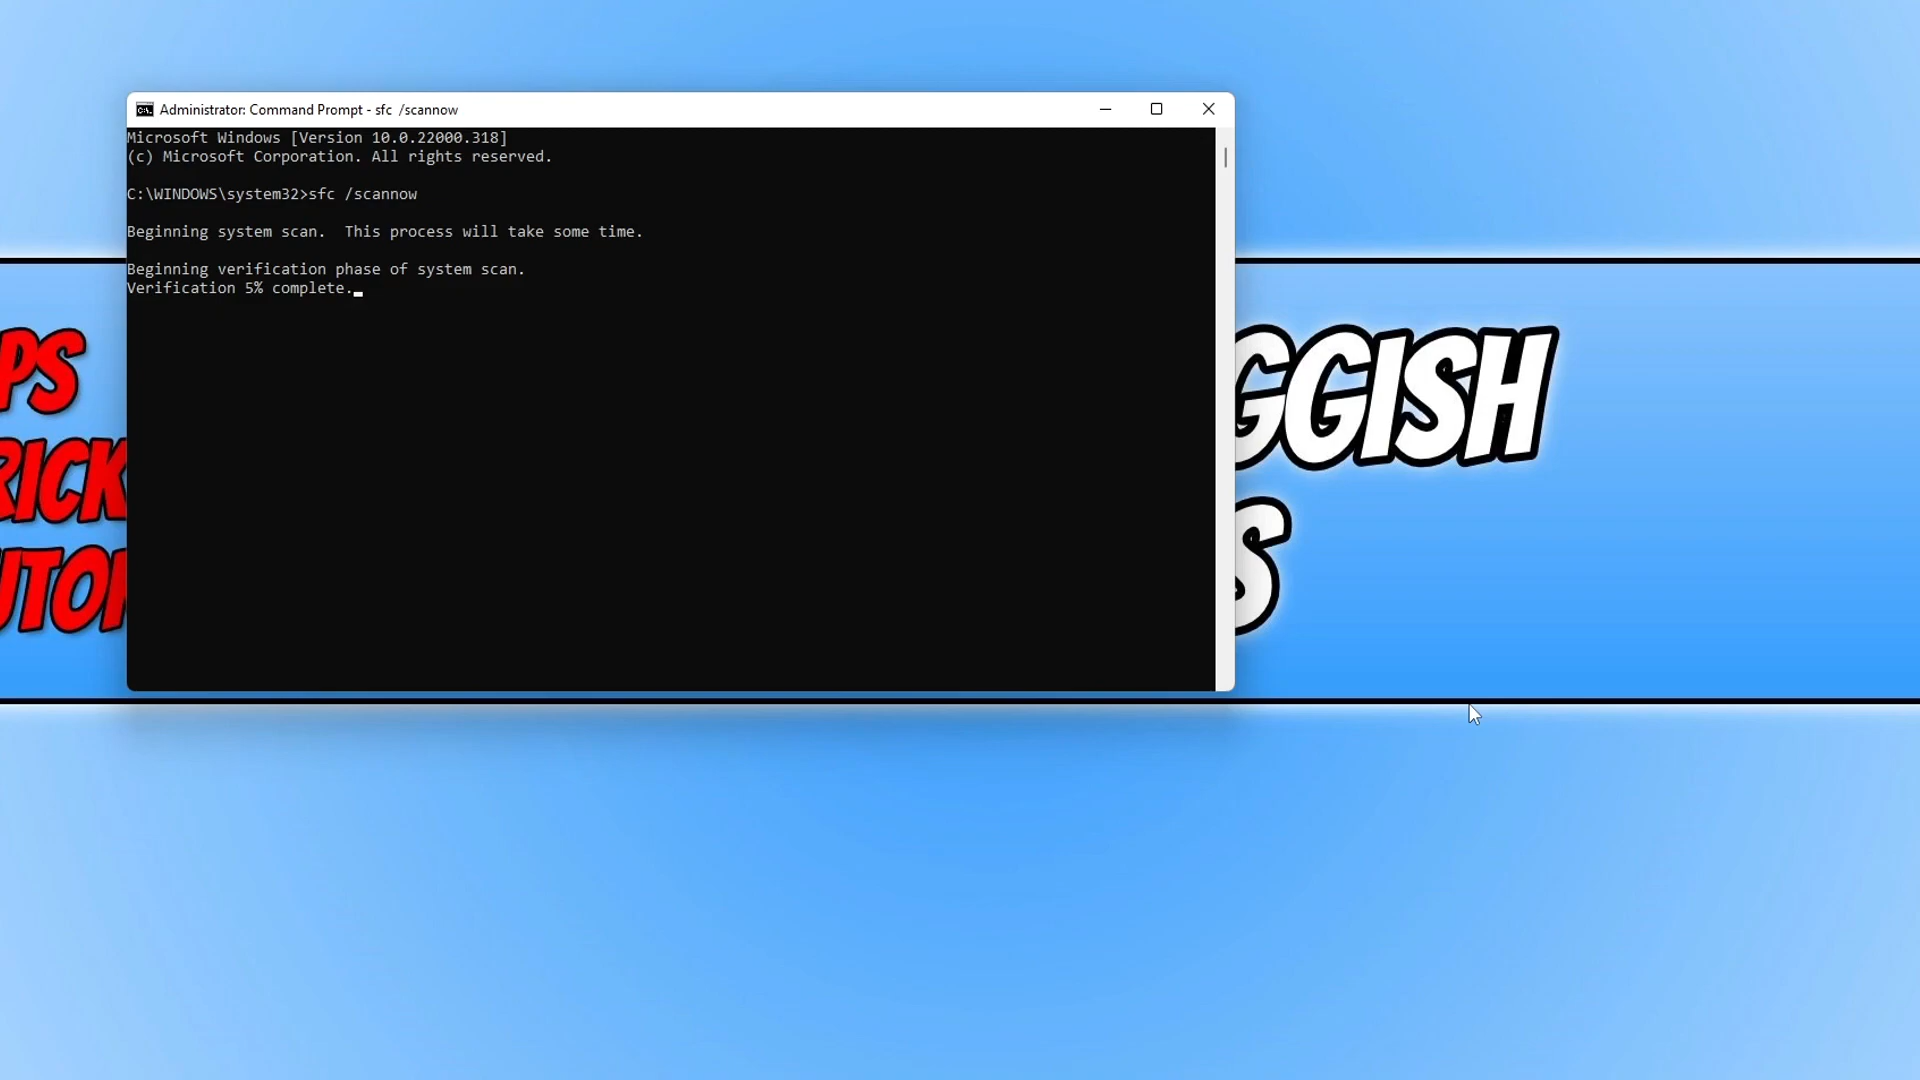 Administrator: Command Prompt - sfc  /scannow
Microsoft Windows [Version 10.0.22000.318]
(c) Microsoft Corporation. All rights reserved.
C:\WINDOWS\system32>sfc /scannow
Beginning system scan.  This process will take some time.
Beginning verification phase of system scan.
Verification 5% complete.
PS
GGISH
RICK
S
UTOR